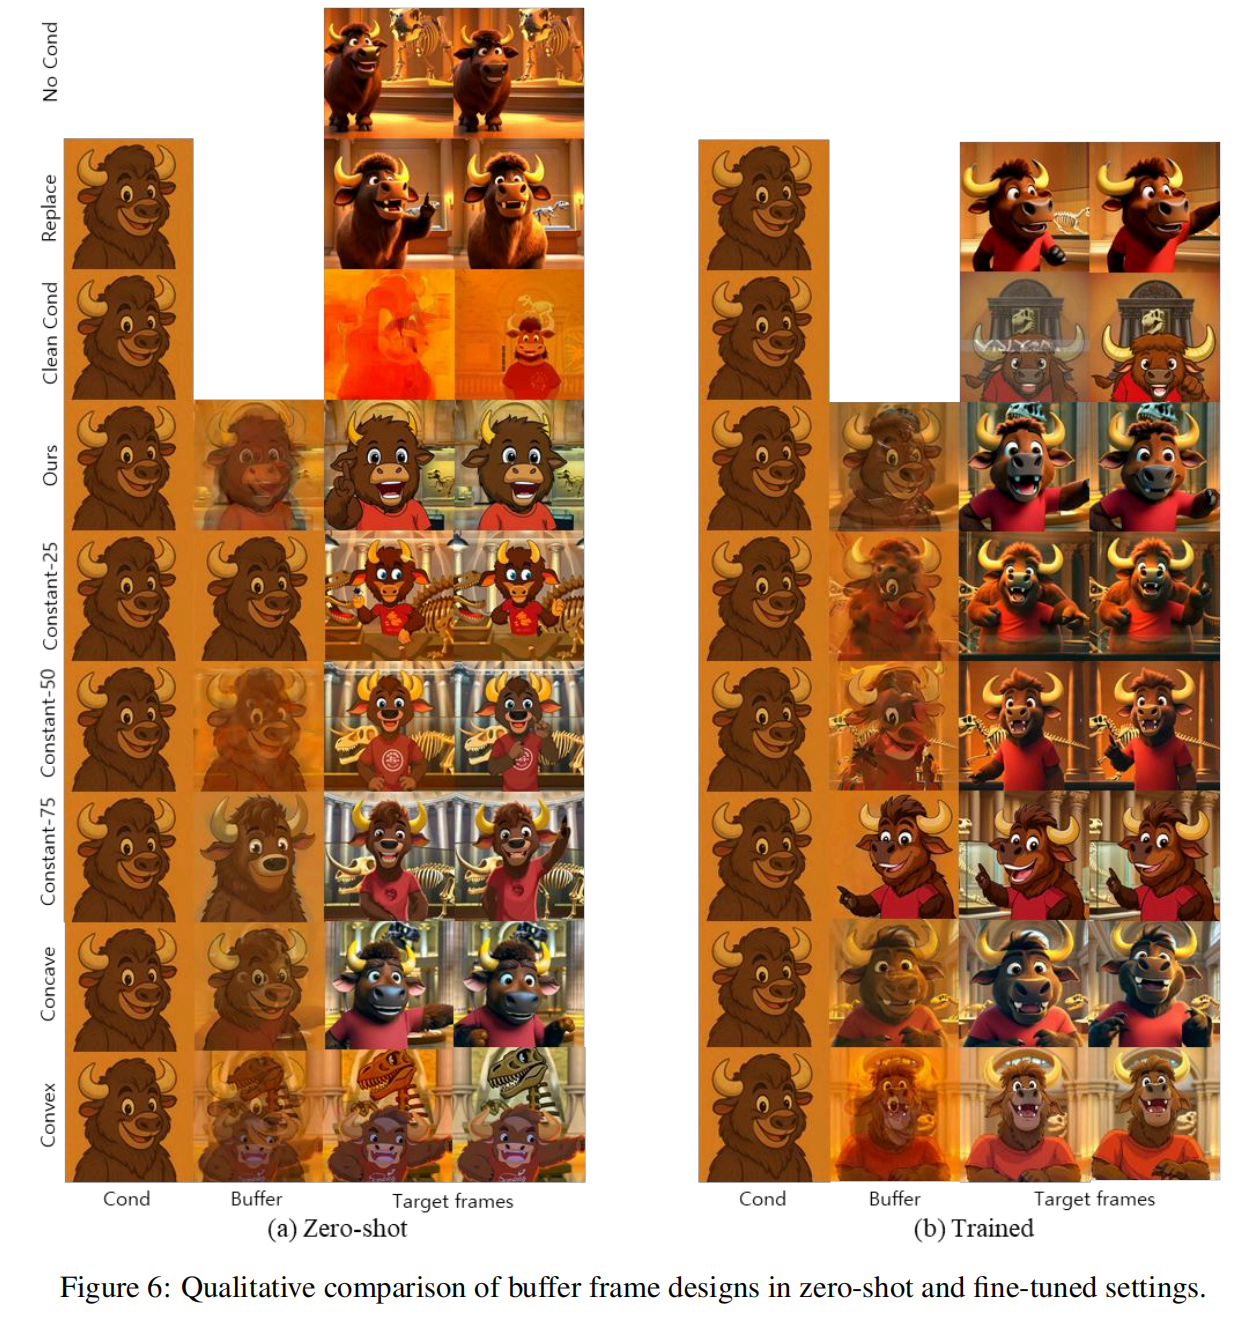 No Cond
Replace
Clean Cond
Ours
Constant-25
Constant-50
Constant-75
Concave
Convex
Cond
Buffer
Target frames
(a) Zero-shot
Cond
Buffer
Target frames
(b) Trained
Figure 6: Qualitative comparison of buffer frame designs in zero-shot and fine-tuned settings.